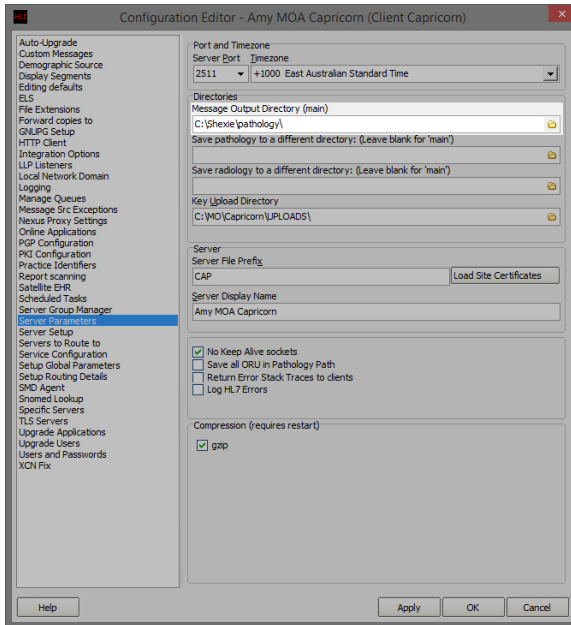 HLT
Configuration Editor - Amy MOA Capricorn (Client Capricorn)
Auto-Upgrade
Custom Messages
Demographic Source
Display Segments
Editing defaults
ELS
File Extensions
Forward copies to
GNUPG Setup
HTTP Client
Integration Options
LLP Listeners
Local Network Domain
Logging
Manage Queues
Message Src Exceptions
Nexus Proxy Settings
Online Applications
PGP Configuration
PKI Configuration
Practice Identifiers
Report scanning
Satellite EHR
Scheduled Tasks
Server Group Manager
Server Parameters
Server Setup
Servers to Route to
Service Configuration
Setup Global Parameters
Setup Routing Details
SMD Agent
Snomed Lookup
Specific Servers
TLS Servers
Upgrade Applications
Upgrade Users
Users and Passwords
XCN Fix
Port and Timezone
Server Port Timezone
2511 +1000 East Australian Standard Time
Directories
Message Output Directory (main)
C:\Shexie\pathology\
Save pathology to a different directory: (Leave blank for 'main')
Save radiology to a different directory: (Leave blank for 'main')
Key Upload Directory
C:\MO\Capricorn\UPLOADS\
Server
Server File Prefix
CAP Load Site Certificates
Server Display Name
Amy MOA Capricorn
No Keep Alive sockets
Save all ORU in Pathology Path
Return Error Stack Traces to clients
Log HL7 Errors
Compression (requires restart)
gzip
Help Apply OK Cancel